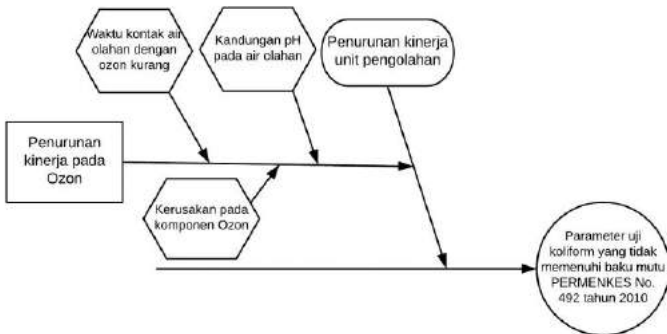 Waktu kontak air
olahan dengan
ozon kurang
Kandungan pH
pada air olahan
Penurunan kinerja
unit pengolahan
Penurunan
kinerja pada
Ozon
Kerusakan pada
komponen Ozon
Parameter uji
koliform yang tidak
memenuhi baku mutu
PERMENKES No.
492 tahun 2010